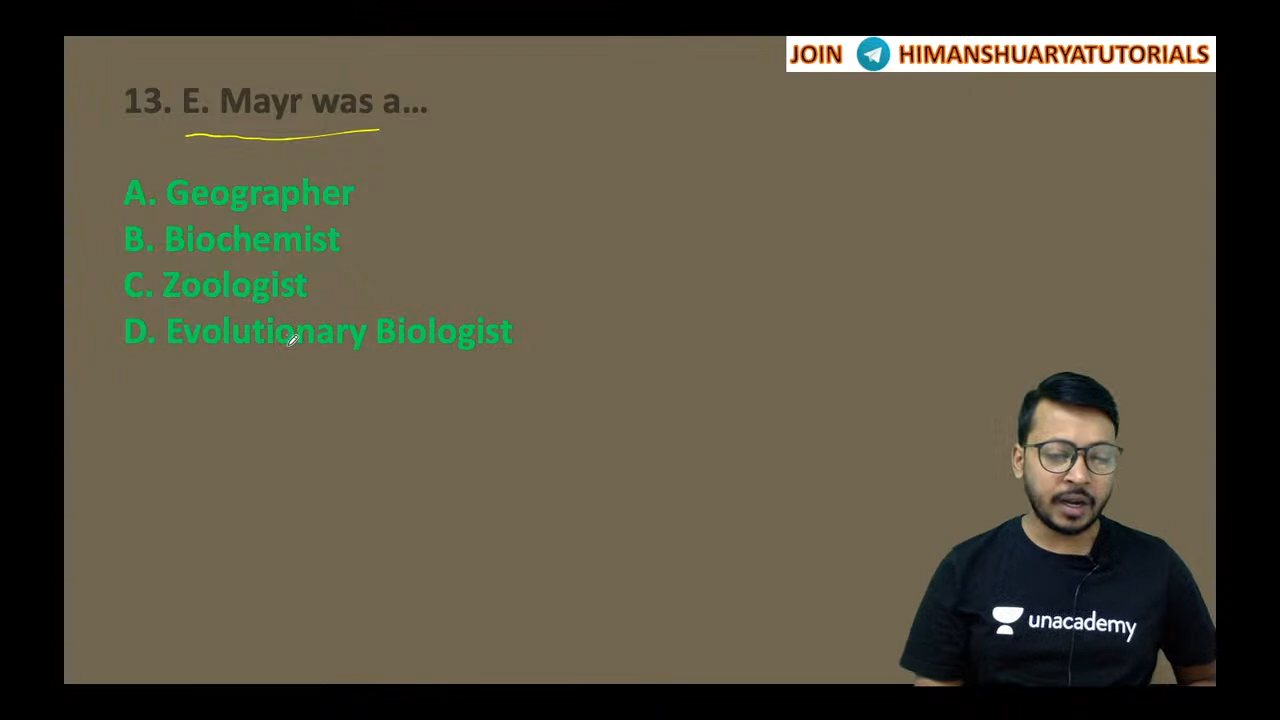 JOIN HIMANSHUARYATUTORIALS
13. E. Mayr was a...
A. Geographer
B. Biochemist
C. Zoologist
D. Evolutionary Biologist
unacademy